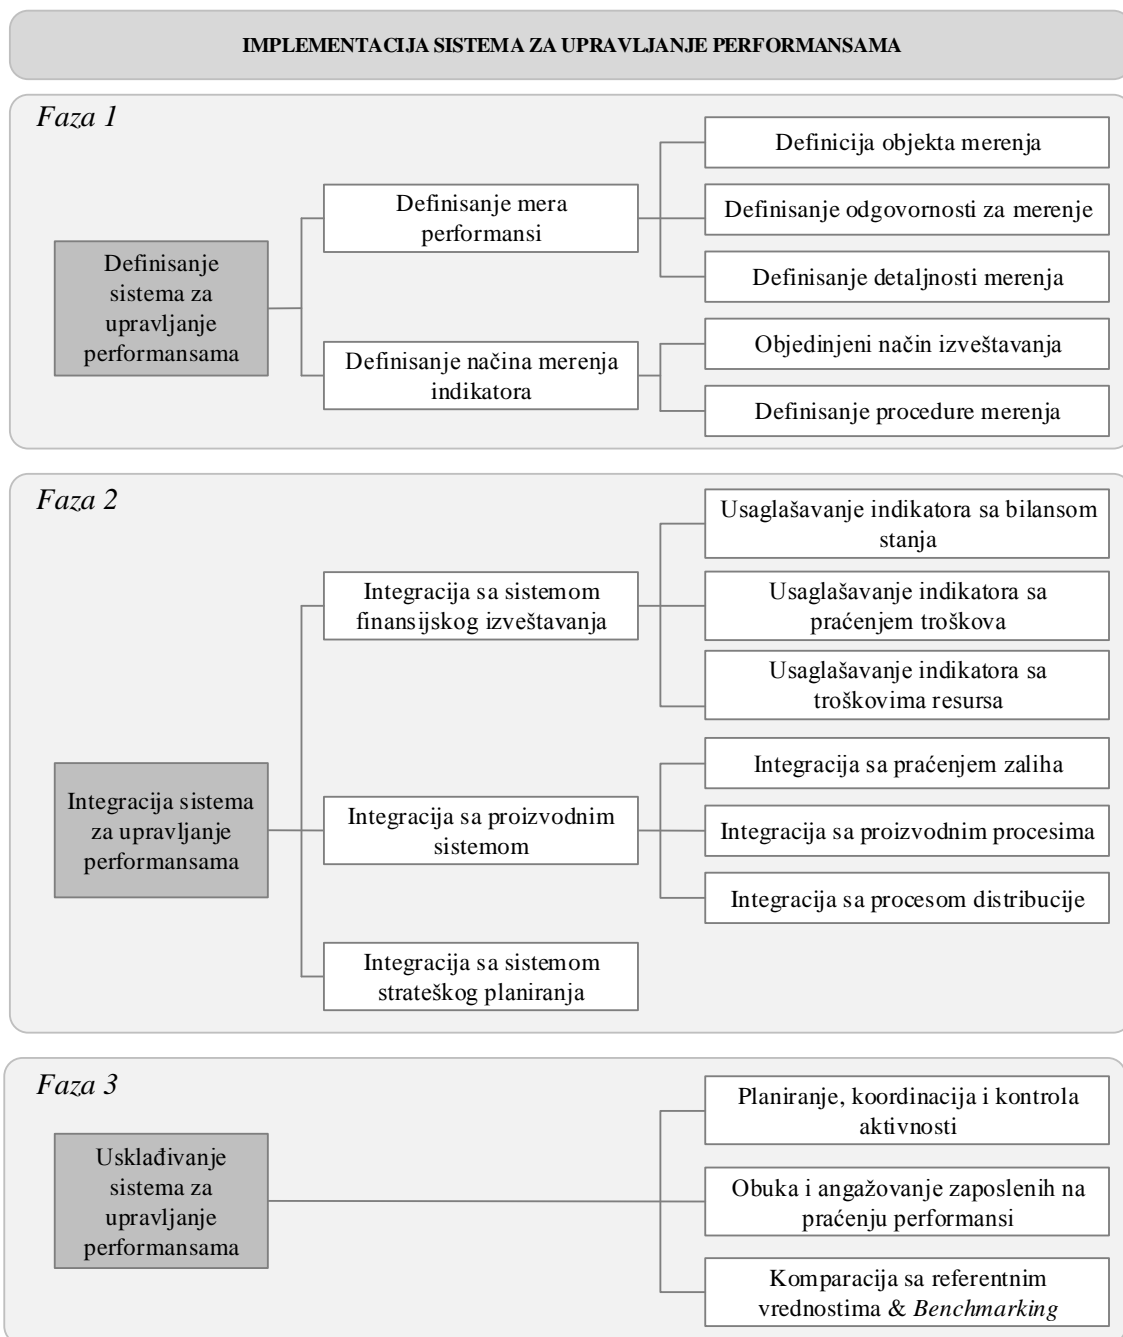 IMPLEMENTACIJA SISTEMA ZA UPRAVLJANJE PERFORMANSAMA
Faza 1
Definisanje
sistema za
upravljanje
performansama
Definisanje mera
performansi
Definicija objekta merenja
Definisanje odgovornosti za merenje
Definisanje detaljnosti merenja
Definisanje načina merenja
indikatora
Objedinjeni način izveštavanja
Definisanje procedure merenja
Faza 2
Integracija sistema
za upravljanje
performansama
Integracija sa sistemom
finansijskog izveštavanja
Usaglašavanje indikatora sa bilansom
stanja
Usaglašavanje indikatora sa
praćenjem troškova
Usaglašavanje indikatora sa
troškovima resursa
Integracija sa proizvodnim
sistemom
Integracija sa praćenjem zaliha
Integracija sa proizvodnim procesima
Integracija sa procesom distribucije
Integracija sa sistemom
strateškog planiranja
Faza 3
Usklađivanje
sistema za
upravljanje
performansama
Planiranje, koordinacija i kontrola
aktivnosti
Obuka i angažovanje zaposlenih na
praćenju performansi
Komparacija sa referentnim
vrednostima & Benchmarking